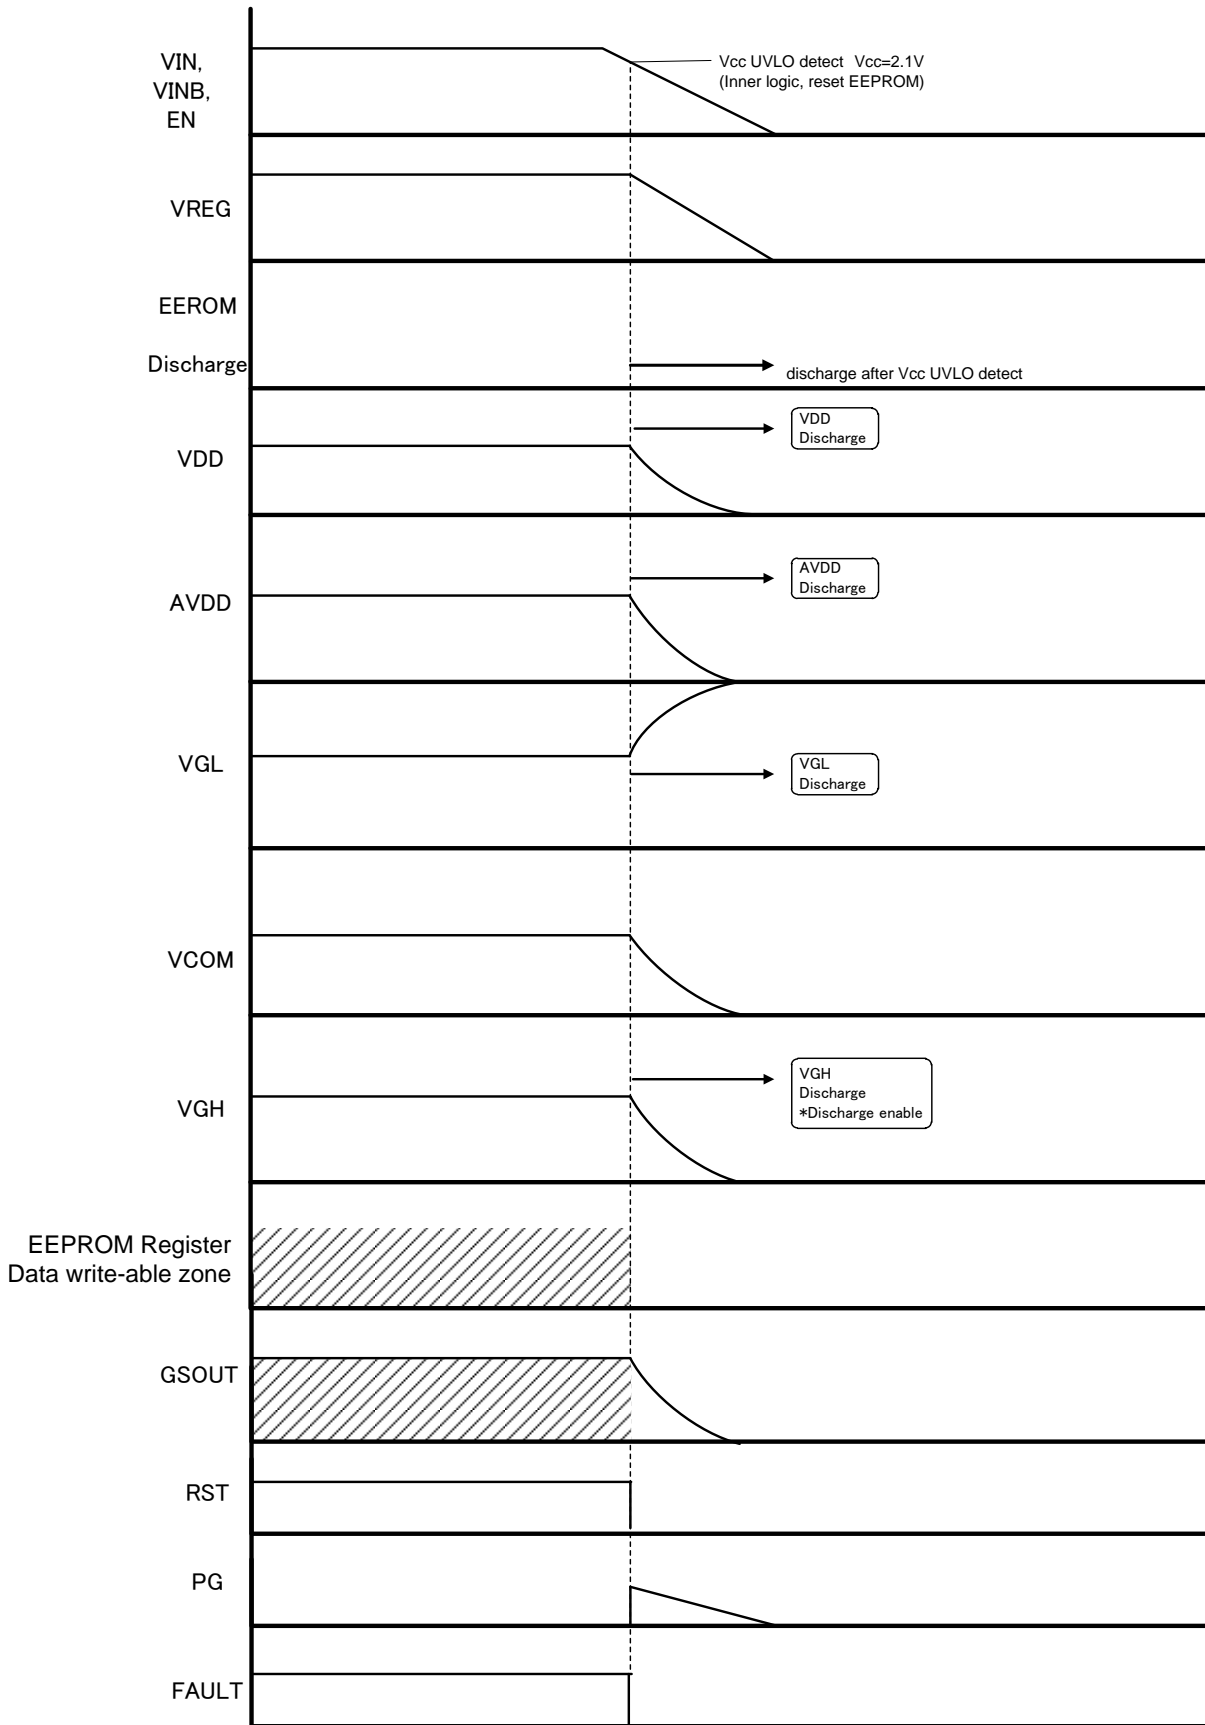 VIN,
VINB,
EN
Vcc UVLO detect Vcc=2.1V
(Inner logic, reset EEPROM)
VREG
EEROM
Discharge
discharge after Vcc UVLO detect
VDD
Discharge
VDD
AVDD
Discharge
AVDD
VGL
VGL
Discharge
VCOM
VGH
Discharge
*Discharge enable
VGH
EEPROM Register
Data write-able zone
GSOUT
RST
PG
FAULT